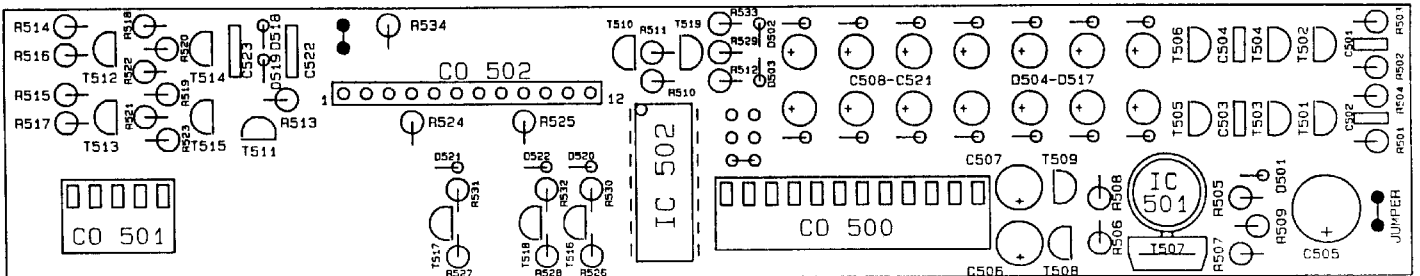 R514
R516
T512
R518
R520
R522
T514
C523
D518
D519
C522
R534
CO 502
1
12
T510
R511
T519
R510
R533
R529
R512
D502
D503
C508-C521
D504-D517
T506
C504
T504
T502
C501
R503
R502
R504
R515
R517
T513
R519
R521
R523
T515
T511
R513
R524
R525
IC 502
T505
C503
T503
T501
C502
R501
CO 501
D521
R531
T517
R527
D522
R532
T518
R528
D520
R530
T516
R526
CO 500
C507
T509
R508
C506
T508
R506
IC
501
T507
R505
R507
D501
R509
C505
JUMPER